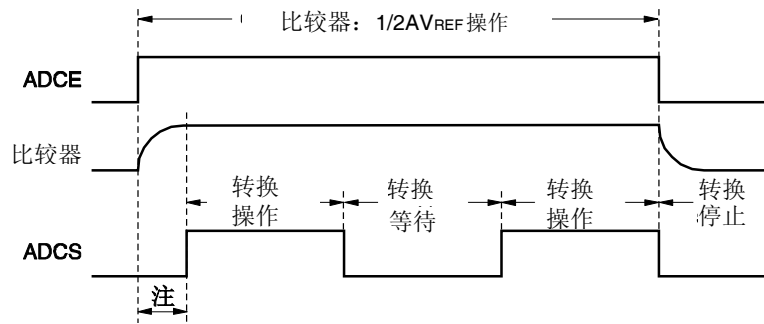 比较器：1/2AVREF操作
ADCE
比较器
转换 转换 转换 转换
操作 等待 操作 停止
ADCS
注